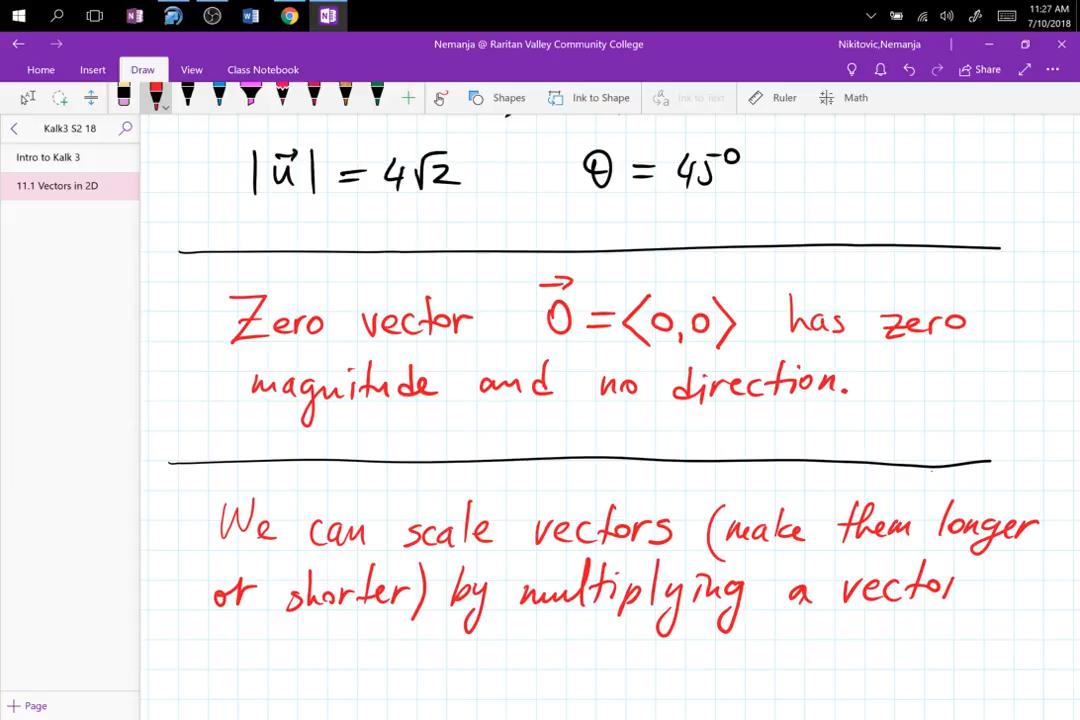 11:27 AM
7/10/2018
Nemanja @ Raritan Valley Community College
Nikitovic,Nemanja
Home Insert Draw View Class Notebook
Share
Shapes Ink to Shape Ink to Text Ruler Math
Kalk3 S2 18
Intro to Kalk 3
11.1 Vectors in 2D
|u⃗| = 4√2 θ = 45°
Zero vector 0⃗ = ⟨0,0⟩ has zero
magnitude and no direction.
We can scale vectors (make them longer
or shorter) by multiplying a vector
+ Page